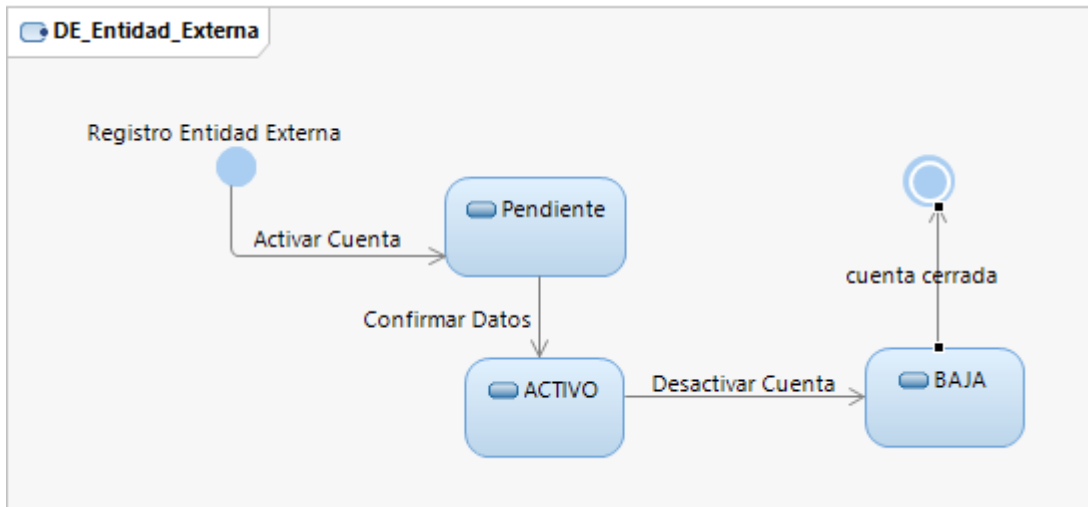 DE_Entidad_Externa
Registro Entidad Externa
Pendiente
Activar Cuenta
cuenta cerrada
Confirmar Datos
ACTIVO
Desactivar Cuenta
BAJA